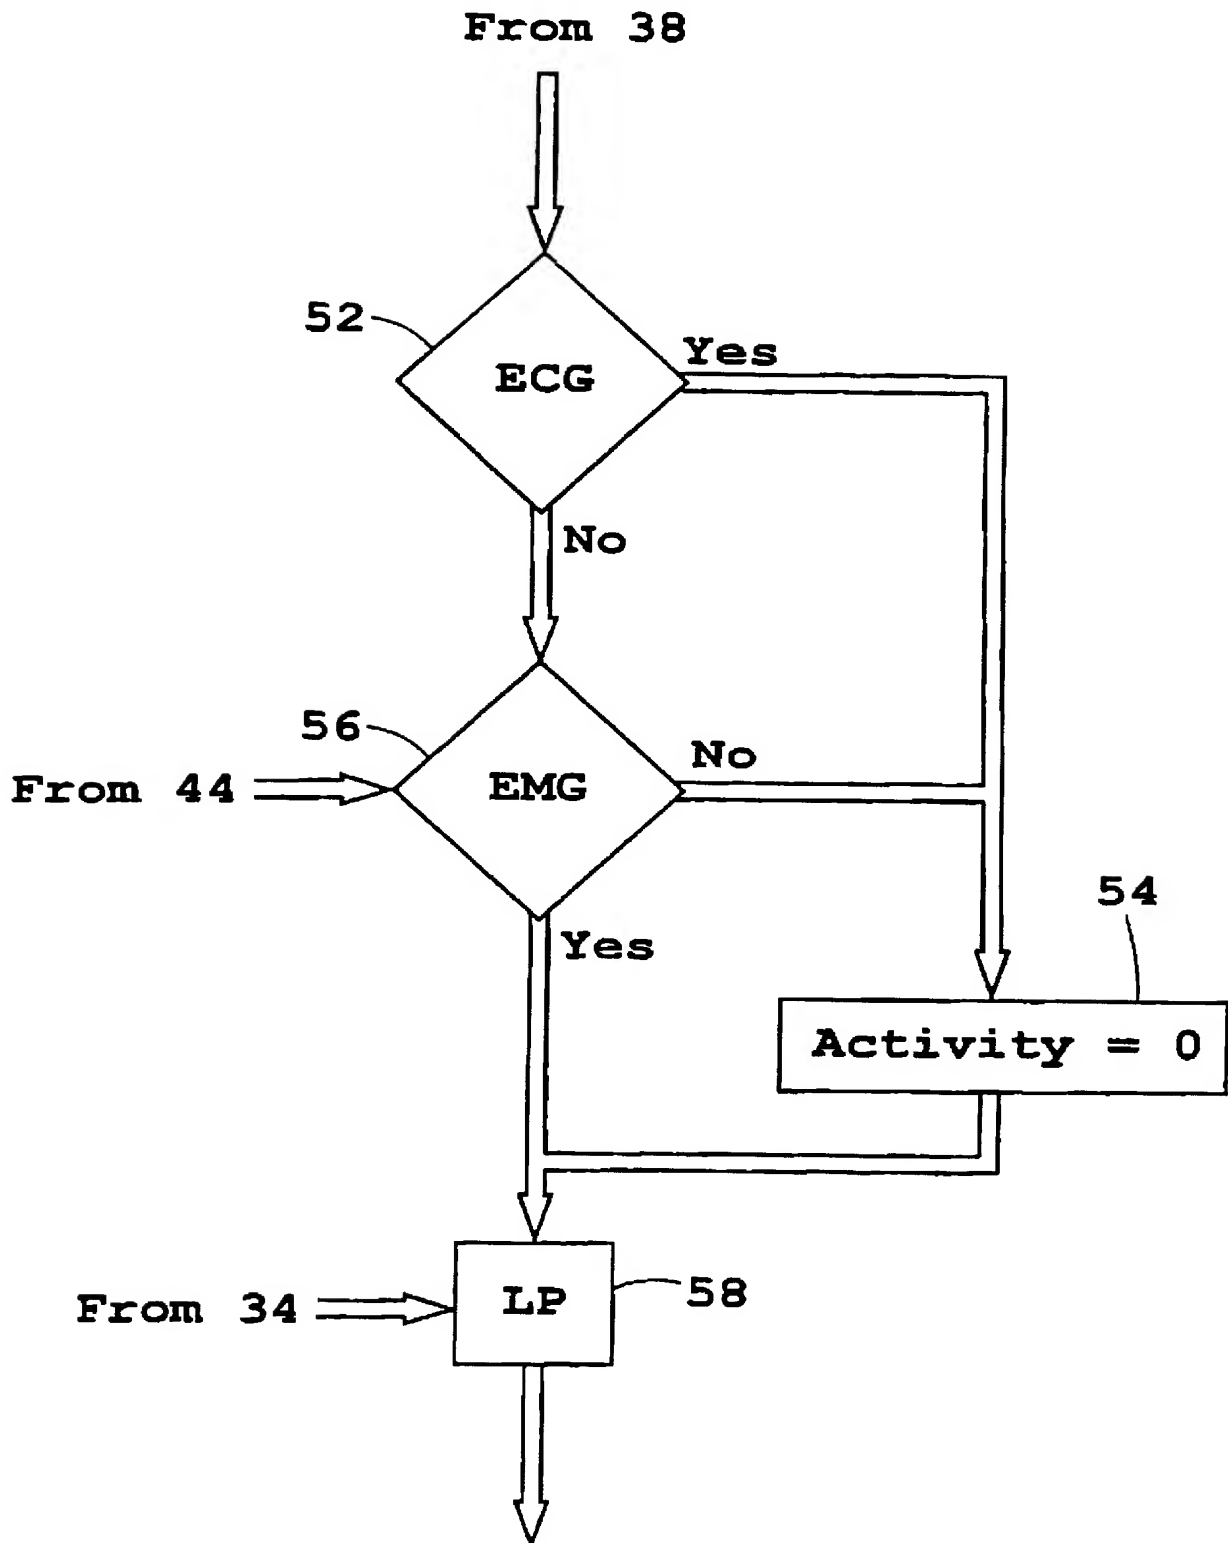 From 38
52
ECG
Yes
No
56
From 44
EMG
No
54
Yes
Activity = 0
From 34
LP
58